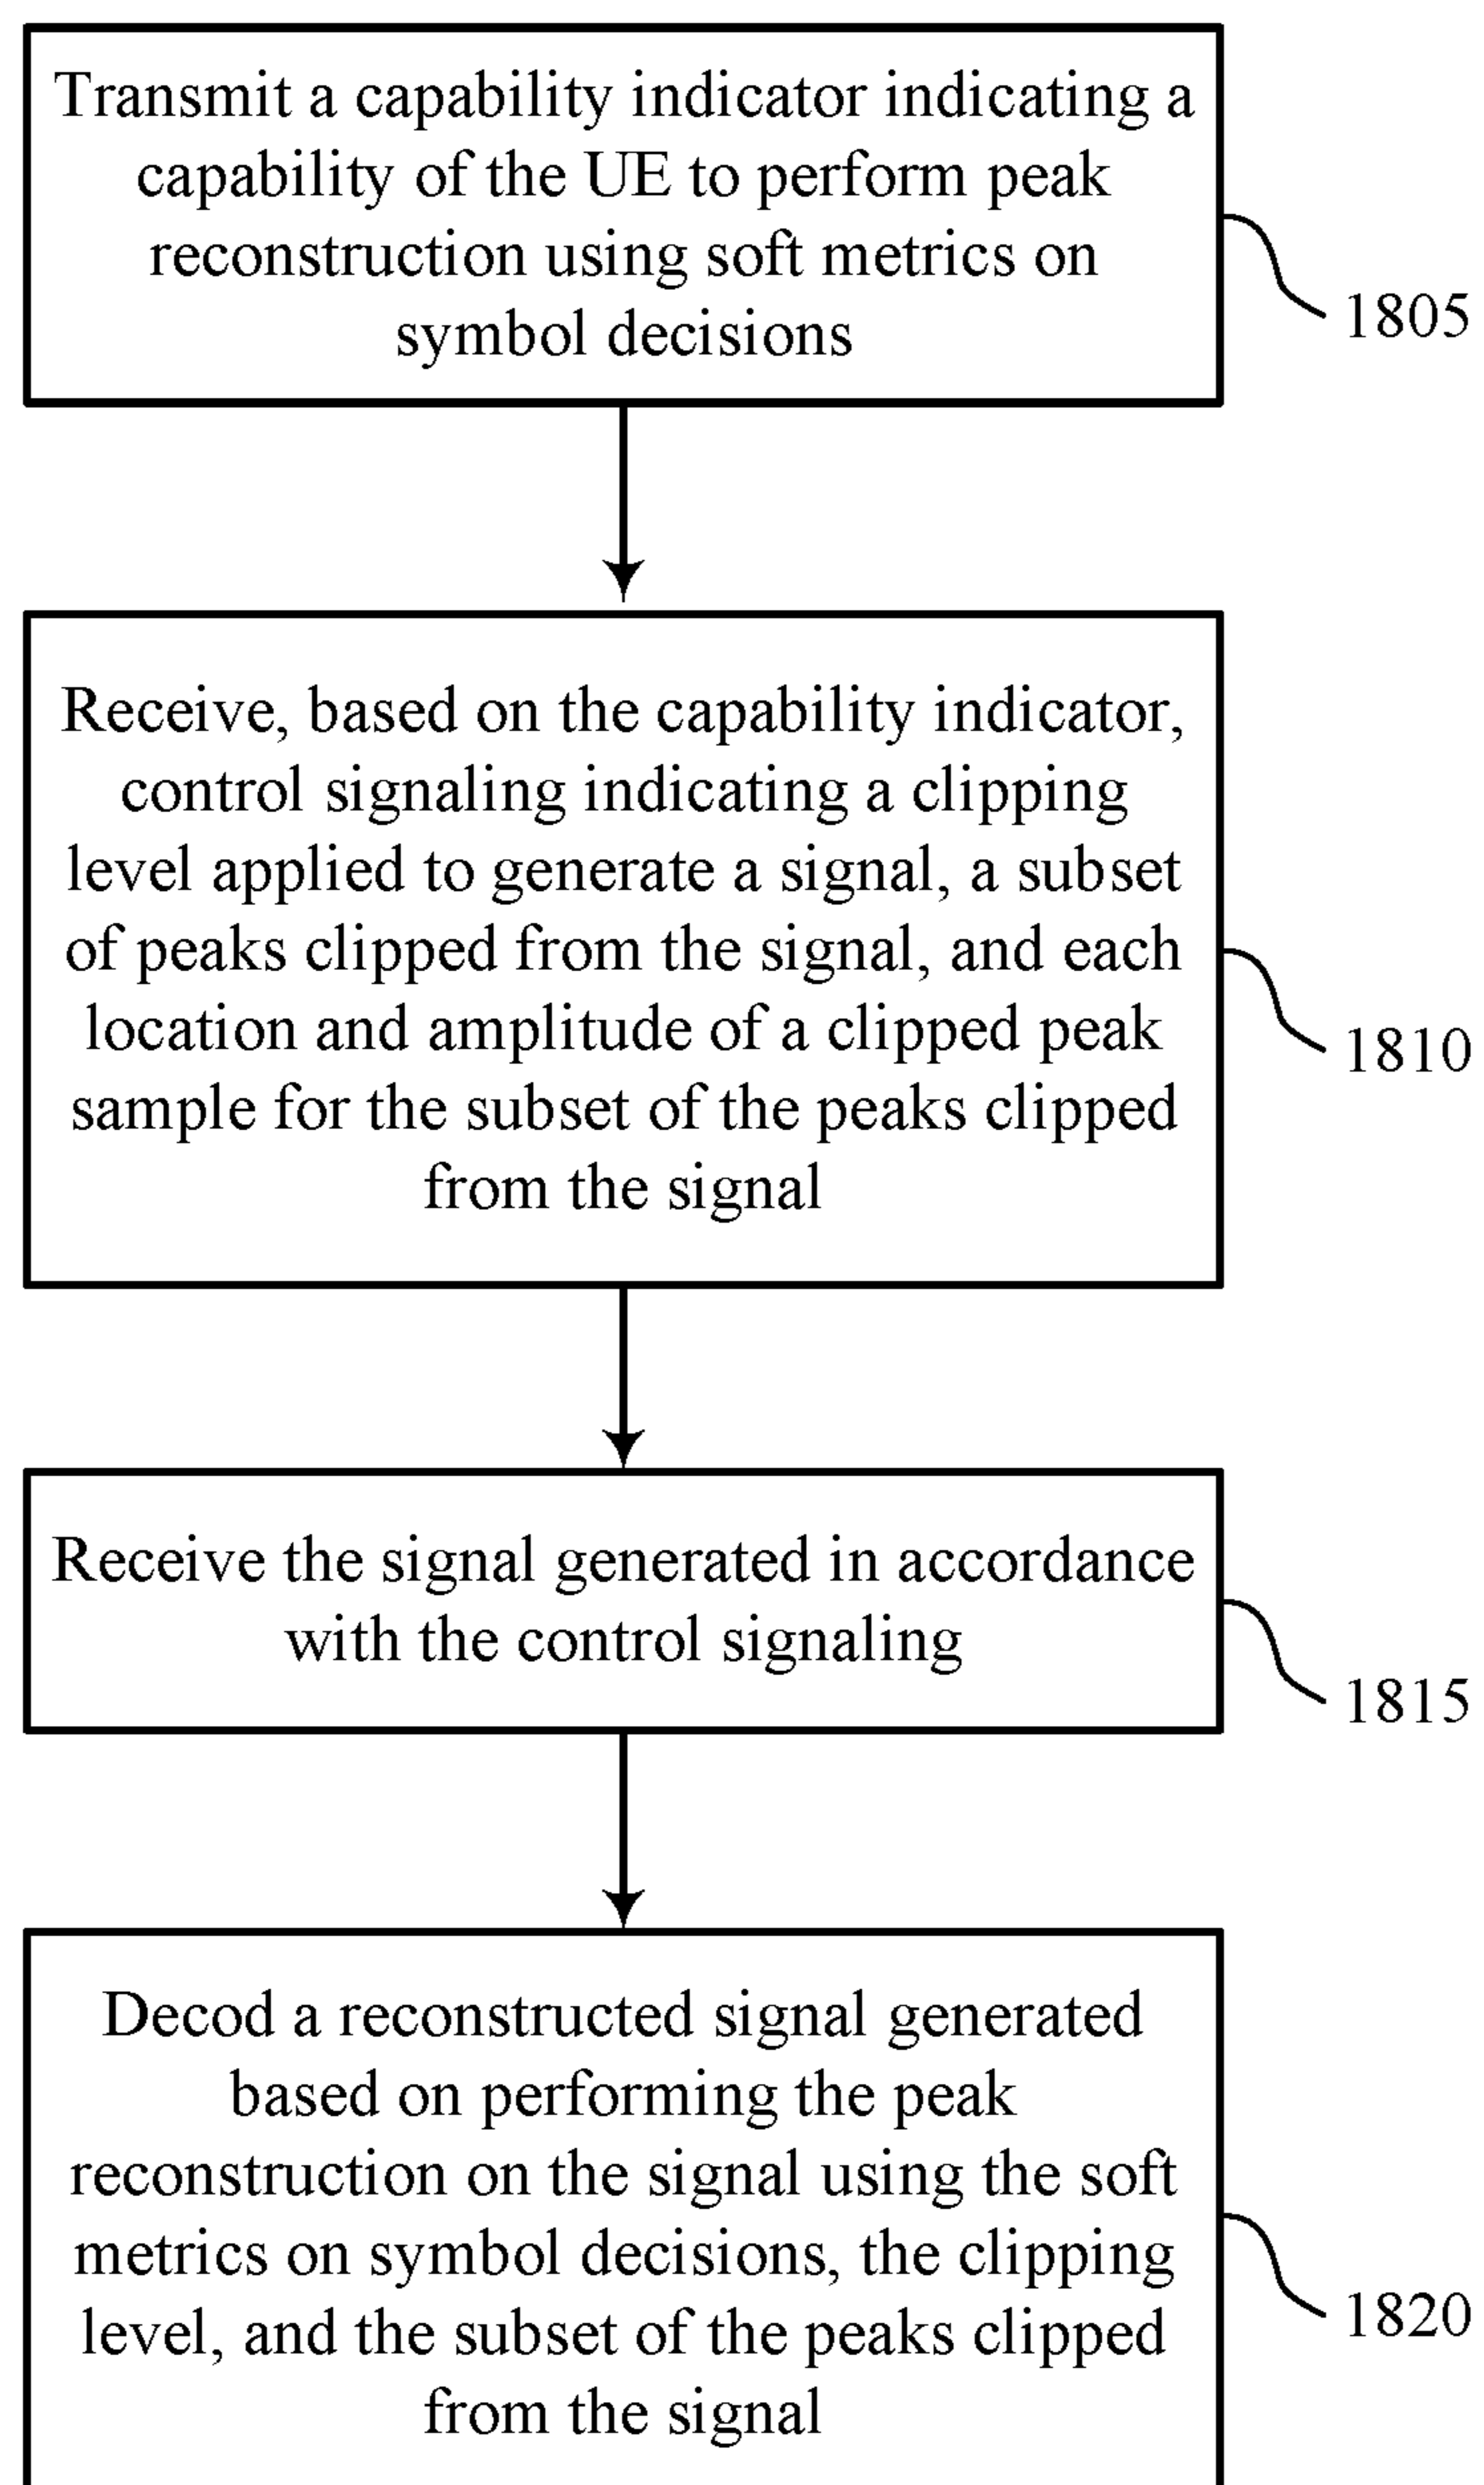 Transmit a capability indicator indicating a
capability of the UE to perform peak
reconstruction using soft metrics on
symbol decisions
1805
Receive, based on the capability indicator,
control signaling indicating a clipping
level applied to generate a signal, a subset
of peaks clipped from the signal, and each
location and amplitude of a clipped peak
sample for the subset of the peaks clipped
from the signal
1810
Receive the signal generated in accordance
with the control signaling
1815
Decod a reconstructed signal generated
based on performing the peak
reconstruction on the signal using the soft
metrics on symbol decisions, the clipping
level, and the subset of the peaks clipped
from the signal
1820